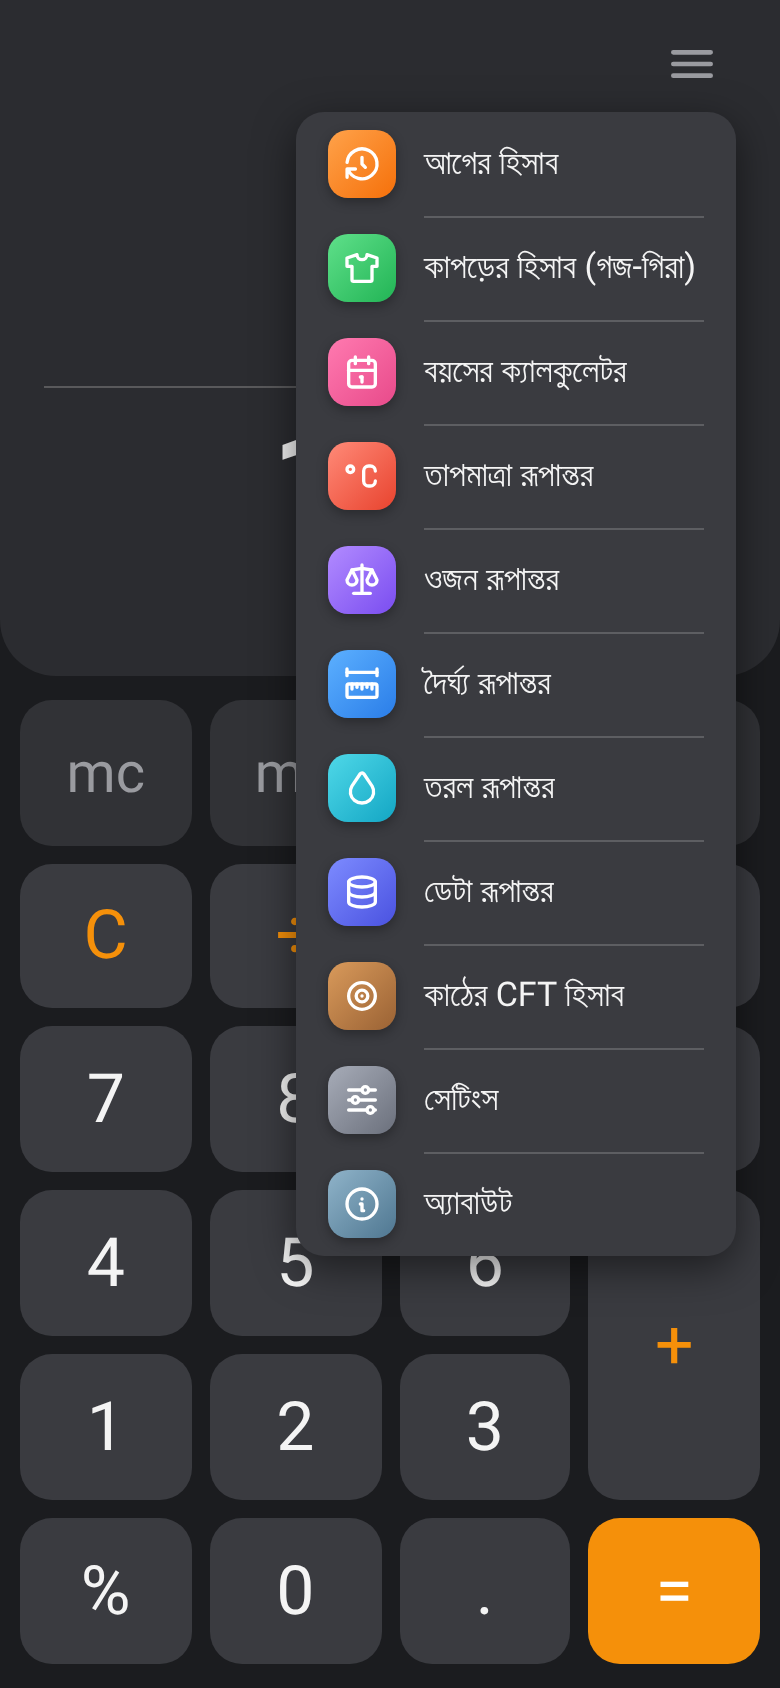 আগের হিসাব
কাপড়ের হিসাব (গজ-গিরা)
বয়সের ক্যালকুলেটর
তাপমাত্রা রূপান্তর
°C
ওজন রূপান্তর
দৈর্ঘ্য রূপান্তর
তরল রূপান্তর
ডেটা রূপান্তর
কাঠের CFT হিসাব
সেটিংস
অ্যাবাউট
mc
C
7
4 5 6 +
1 2 3
% 0 . =